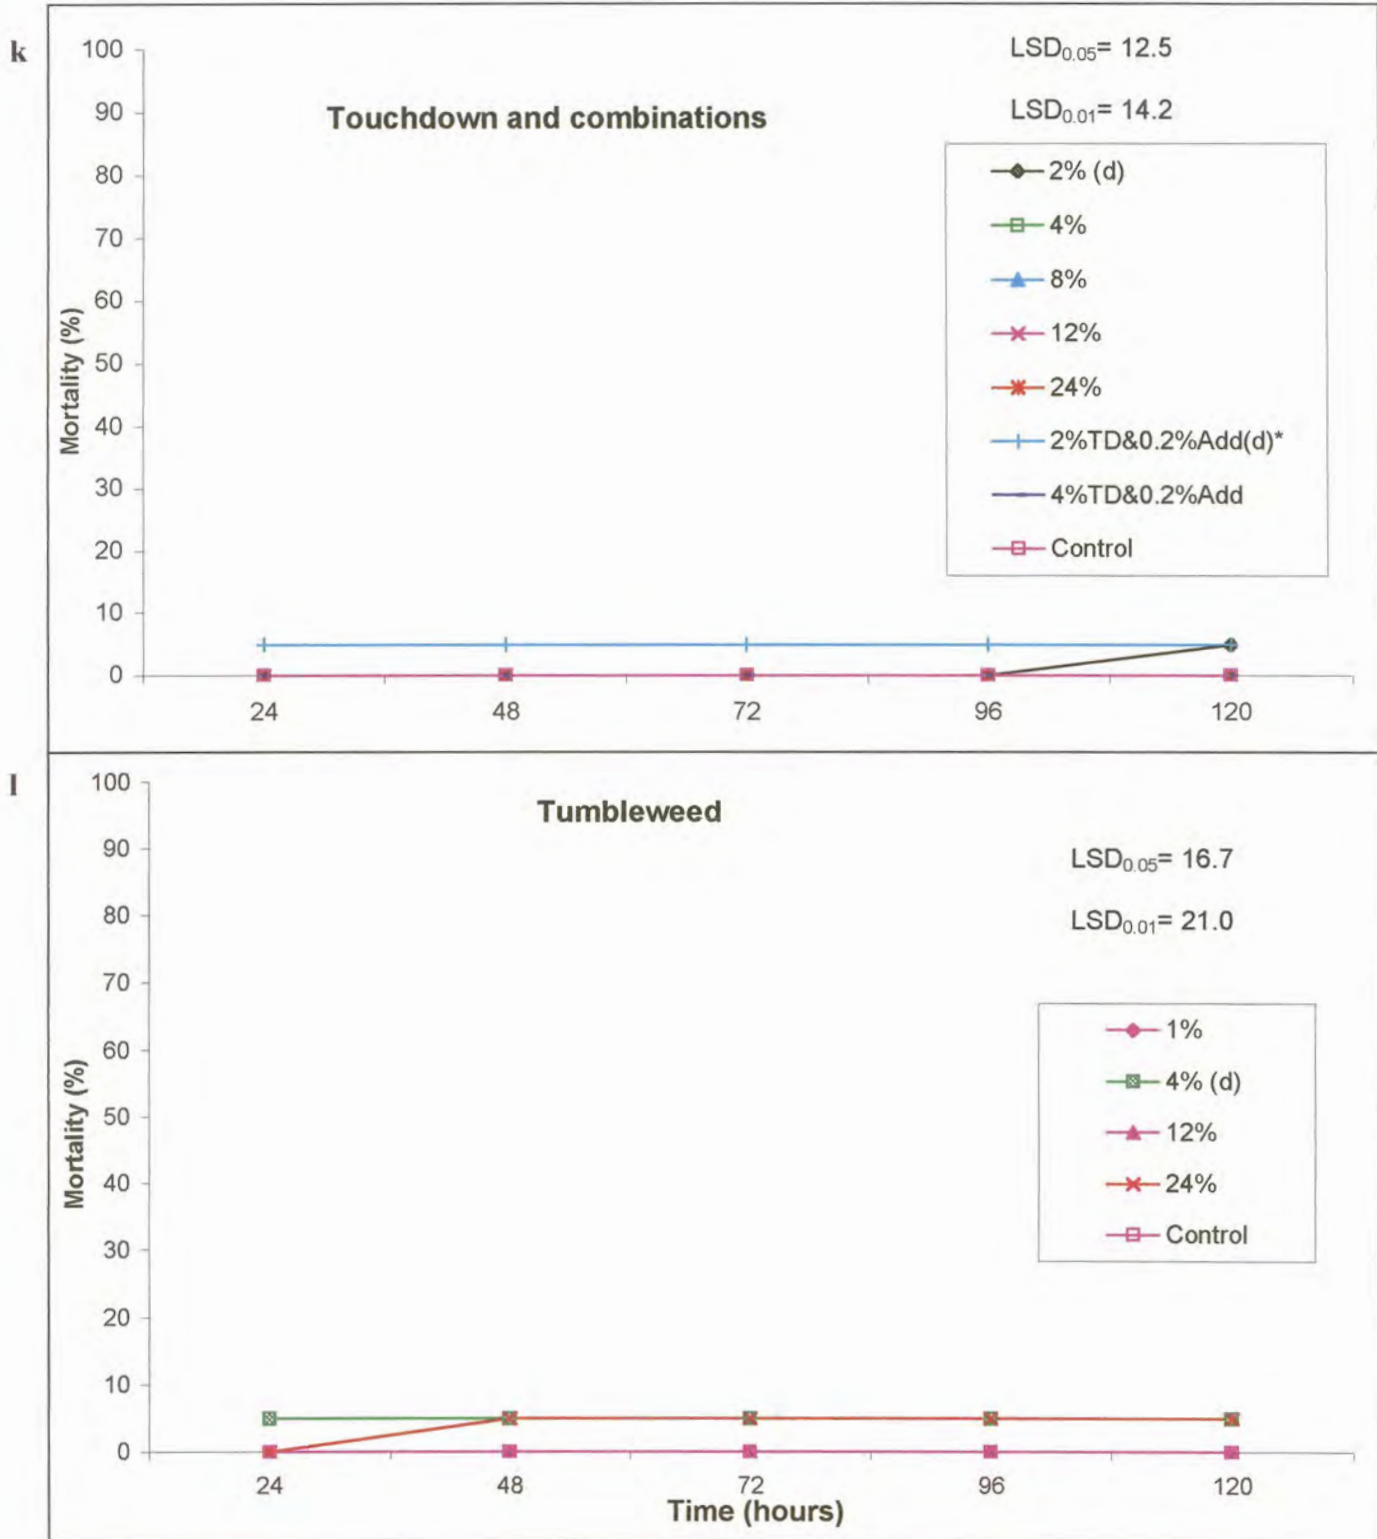 k
100
90
80
70
60
50
40
30
20
10
0
Mortality (%)
Touchdown and combinations
LSD0.05= 12.5
LSD0.01= 14.2
2% (d)
4%
8%
12%
24%
2%TD&0.2%Add(d)*
4%TD&0.2%Add
Control
24 48 72 96 120
l
100
90
80
70
60
50
40
30
20
10
0
Mortality (%)
Tumbleweed
LSD0.05= 16.7
LSD0.01= 21.0
1%
4% (d)
12%
24%
Control
24 48 72 96 120
Time (hours)